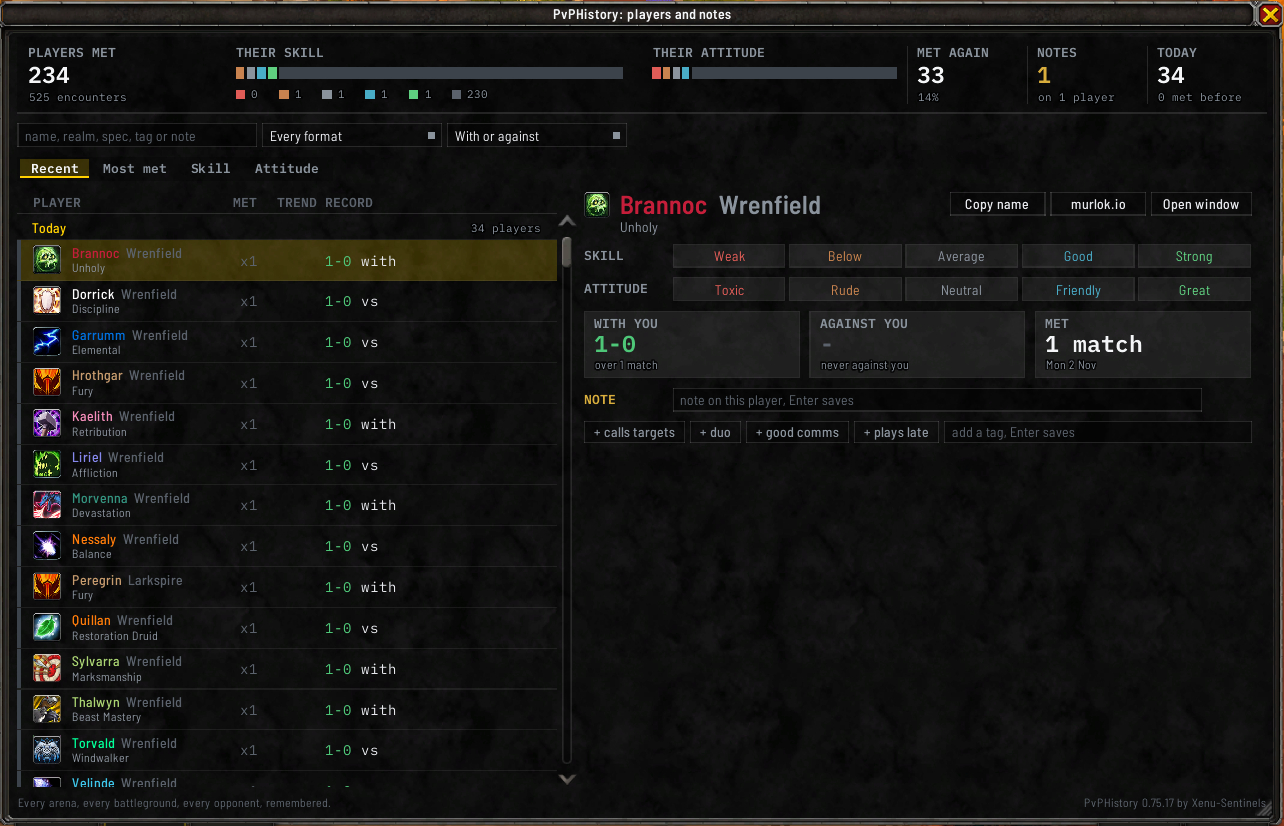 PvPHistory: players and notes
PLAYERS MET
234
525 encounters
THEIR SKILL
0 1 1 1 1 230
THEIR ATTITUDE
MET AGAIN
33
14%
NOTES
1
on 1 player
TODAY
34
0 met before
name, realm, spec, tag or note
Every format
With or against
Recent Most met Skill Attitude
PLAYER MET TREND RECORD
Today 34 players
Brannoc Wrenfield
Unholy
x1 1-0 with
Dorrick Wrenfield
Discipline
x1 1-0 vs
Garrumm Wrenfield
Elemental
x1 1-0 vs
Hrothgar Wrenfield
Fury
x1 1-0 vs
Kaelith Wrenfield
Retribution
x1 1-0 with
Liriel Wrenfield
Affliction
x1 1-0 vs
Morvenna Wrenfield
Devastation
x1 1-0 with
Nessaly Wrenfield
Balance
x1 1-0 vs
Peregrin Larkspire
Fury
x1 1-0 with
Quillan Wrenfield
Restoration Druid
x1 1-0 vs
Sylvarra Wrenfield
Marksmanship
x1 1-0 with
Thalwyn Wrenfield
Beast Mastery
x1 1-0 with
Torvald Wrenfield
Windwalker
x1 1-0 vs
Velinde Wrenfield
Brannoc Wrenfield
Unholy
Copy name murlok.io Open window
SKILL Weak Below Average Good Strong
ATTITUDE Toxic Rude Neutral Friendly Great
WITH YOU
1-0
over 1 match
AGAINST YOU
-
never against you
MET
1 match
Mon 2 Nov
NOTE note on this player, Enter saves
+ calls targets + duo + good comms + plays late add a tag, Enter saves
Every arena, every battleground, every opponent, remembered.
PvPHistory 0.75.17 by Xenu-Sentinels